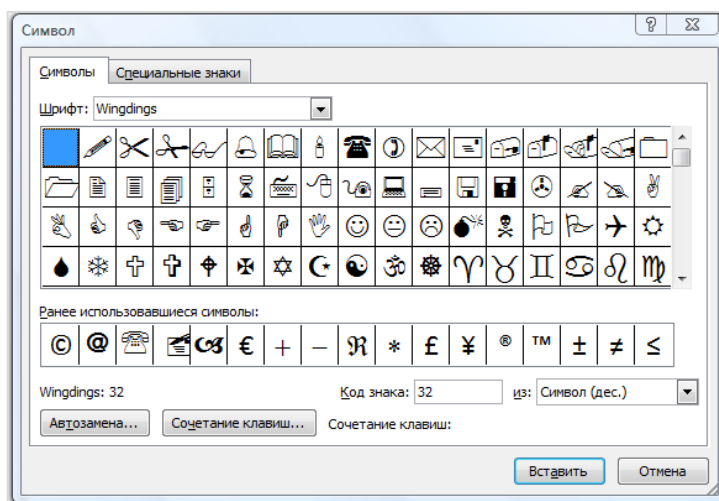 Символ
Символы Специальные знаки
Шрифт: Wingdings
Ранее использовавшиеся символы:
© @ € + − ℜ * £ ¥ ® ™ ± ≠ ≤
Wingdings: 32 Код знака: 32 из: Символ (дес.)
Автозамена... Сочетание клавиш... Сочетание клавиш:
Вставить Отмена